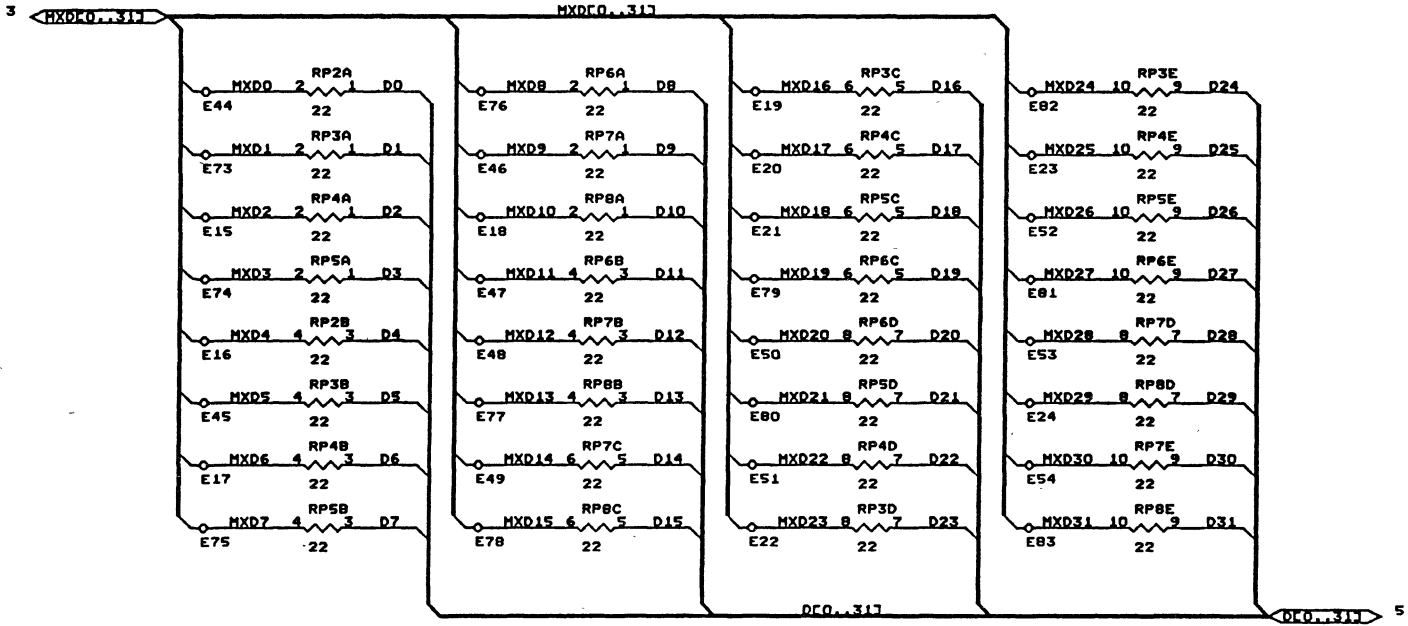 3 MXD[0..31] MXD[0..31]
RP2A RP6A RP3C RP3E
MXD0 2 1 D0 MXD8 2 1 D8 MXD16 6 5 D16 MXD24 10 9 D24
E44 22 E76 22 E19 22 E82 22
RP3A RP7A RP4C RP4E
MXD1 2 1 D1 MXD9 2 1 D9 MXD17 6 5 D17 MXD25 10 9 D25
E73 22 E46 22 E20 22 E23 22
RP4A RP8A RP5C RP5E
MXD2 2 1 D2 MXD10 2 1 D10 MXD18 6 5 D18 MXD26 10 9 D26
E15 22 E18 22 E21 22 E52 22
RP5A RP6B RP6C RP6E
MXD3 2 1 D3 MXD11 4 3 D11 MXD19 6 5 D19 MXD27 10 9 D27
E74 22 E47 22 E79 22 E81 22
RP2B RP7B RP6D RP7D
MXD4 4 3 D4 MXD12 4 3 D12 MXD20 8 7 D20 MXD28 8 7 D28
E16 22 E48 22 E50 22 E53 22
RP3B RP8B RP5D RP8D
MXD5 4 3 D5 MXD13 4 3 D13 MXD21 8 7 D21 MXD29 8 7 D29
E45 22 E77 22 E80 22 E24 22
RP4B RP7C RP4D RP7E
MXD6 4 3 D6 MXD14 6 5 D14 MXD22 8 7 D22 MXD30 10 9 D30
E17 22 E49 22 E51 22 E54 22
RP5B RP8C RP3D RP8E
MXD7 4 3 D7 MXD15 6 5 D15 MXD23 8 7 D23 MXD31 10 9 D31
E75 22 E78 22 E22 22 E83 22
D[0..31] D[0..31] 5